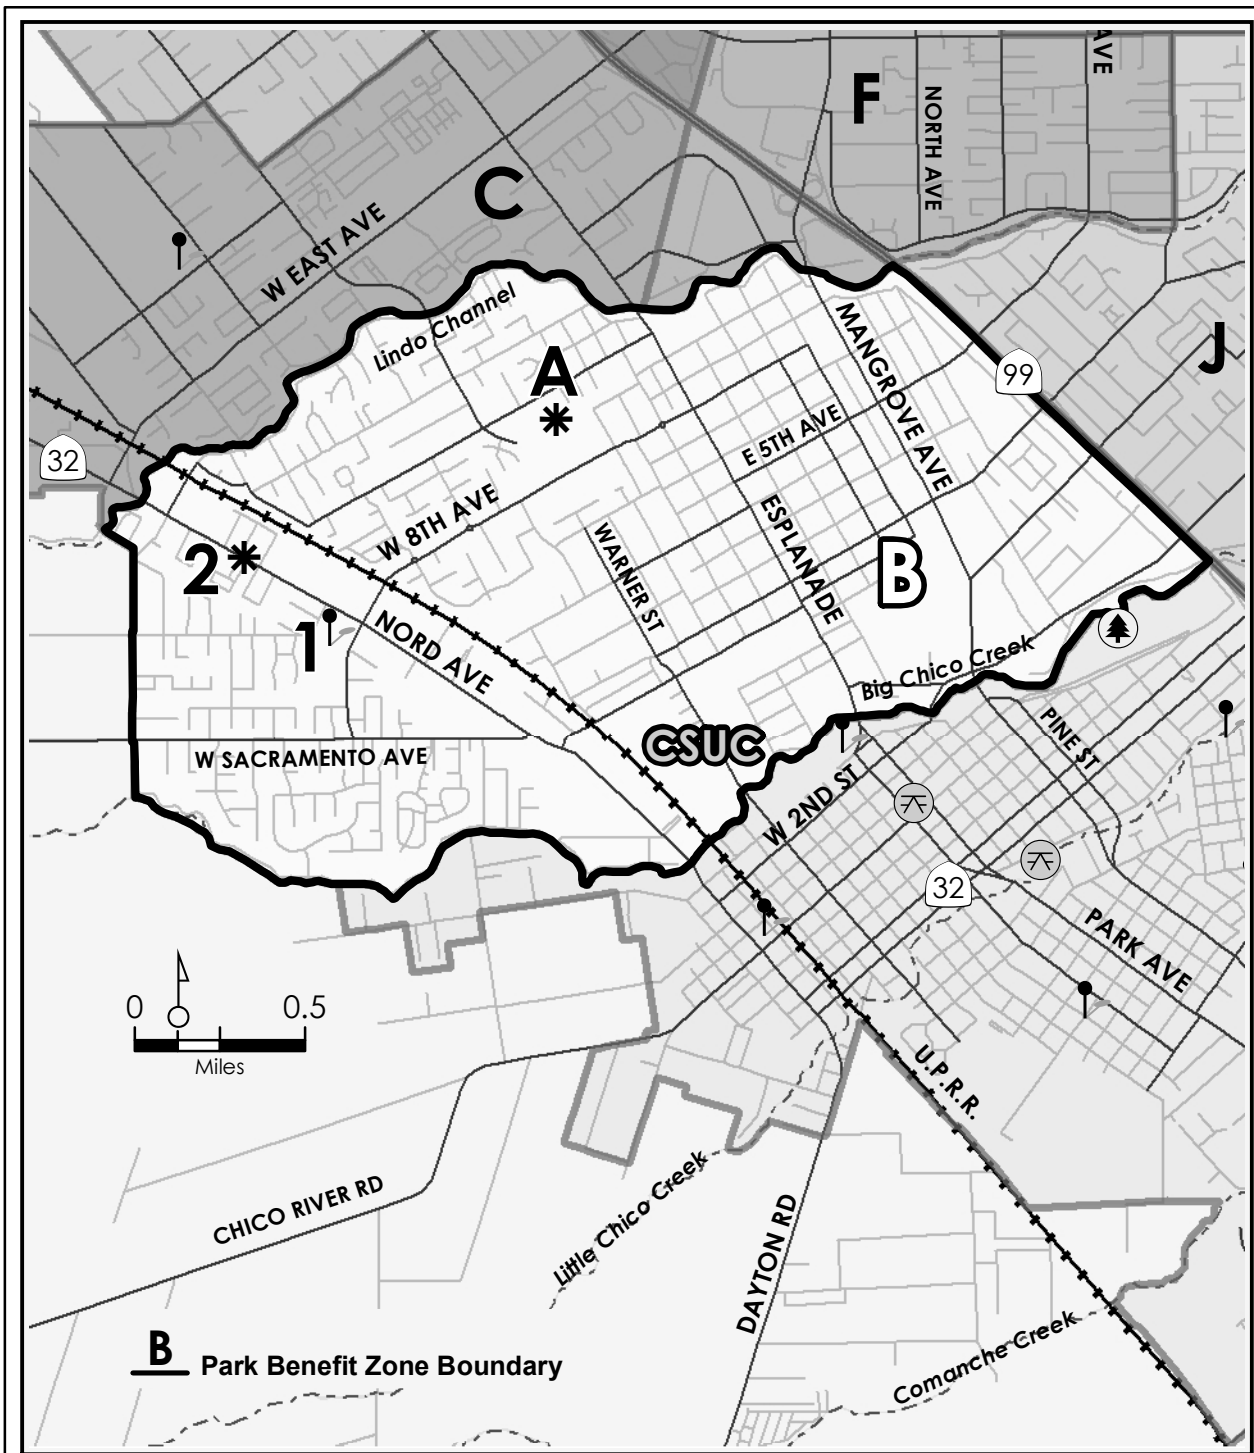 AVE
F
NORTH AVE
C
W EAST AVE
Lindo Channel
MANGROVE AVE
J
A
99
32
E 5TH AVE
W 8TH AVE
ESPLANADE
WARNER ST
B
2
1
NORD AVE
Big Chico Creek
CSUC
PINE ST
W SACRAMENTO AVE
W 2ND ST
32
PARK AVE
0 0.5
Miles
U.P.R.R.
CHICO RIVER RD
Little Chico Creek
DAYTON RD
Comanche Creek
B Park Benefit Zone Boundary